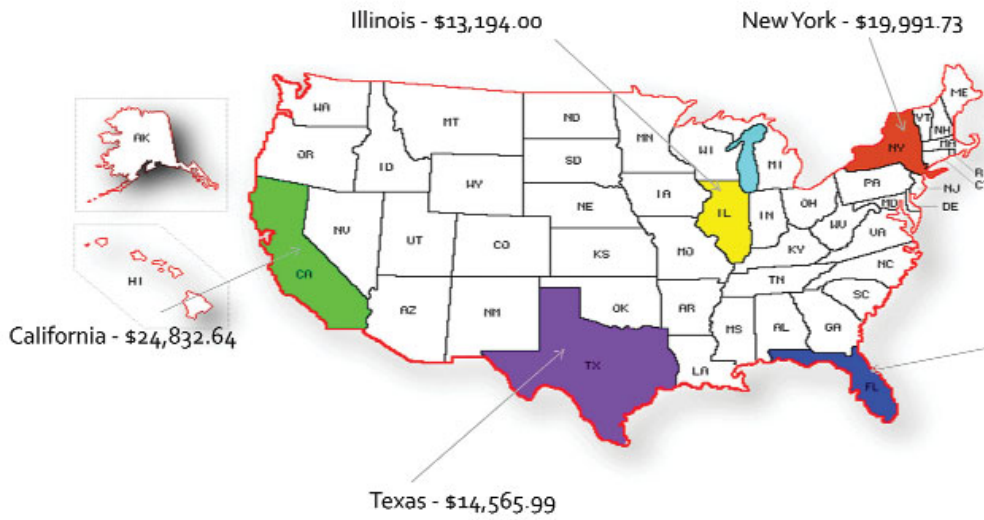 Illinois - $13,194.00
New York - $19,991.73
WA
MT
ND
MN
WI
MI
ME
VT
NH
MA
NY
AK
OR
ID
SD
WY
IA
NE
PA
R
C
NJ
MD
DE
IL
IN
OH
WV
VA
NV
UT
CO
KS
MO
KY
HI
CA
NC
TN
SC
AZ
NM
OK
AR
MS
AL
GA
California - $24,832.64
TX
LA
FL
Texas - $14,565.99